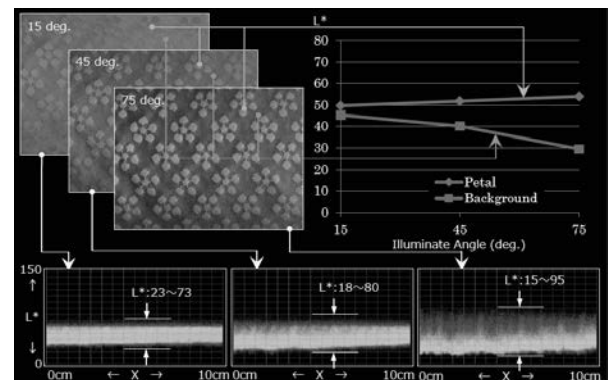 15 deg.
45 deg.
75 deg.
L*
80
70
60
50
40
30
20
10
0
Petal
Background
15
45
75
Illuminate Angle (deg.)
150
↑
L*
↓
0
L*:23～73
L*:18～80
L*:15～95
0cm ← X → 10cm
0cm ← X → 10cm
0cm ← X → 10cm